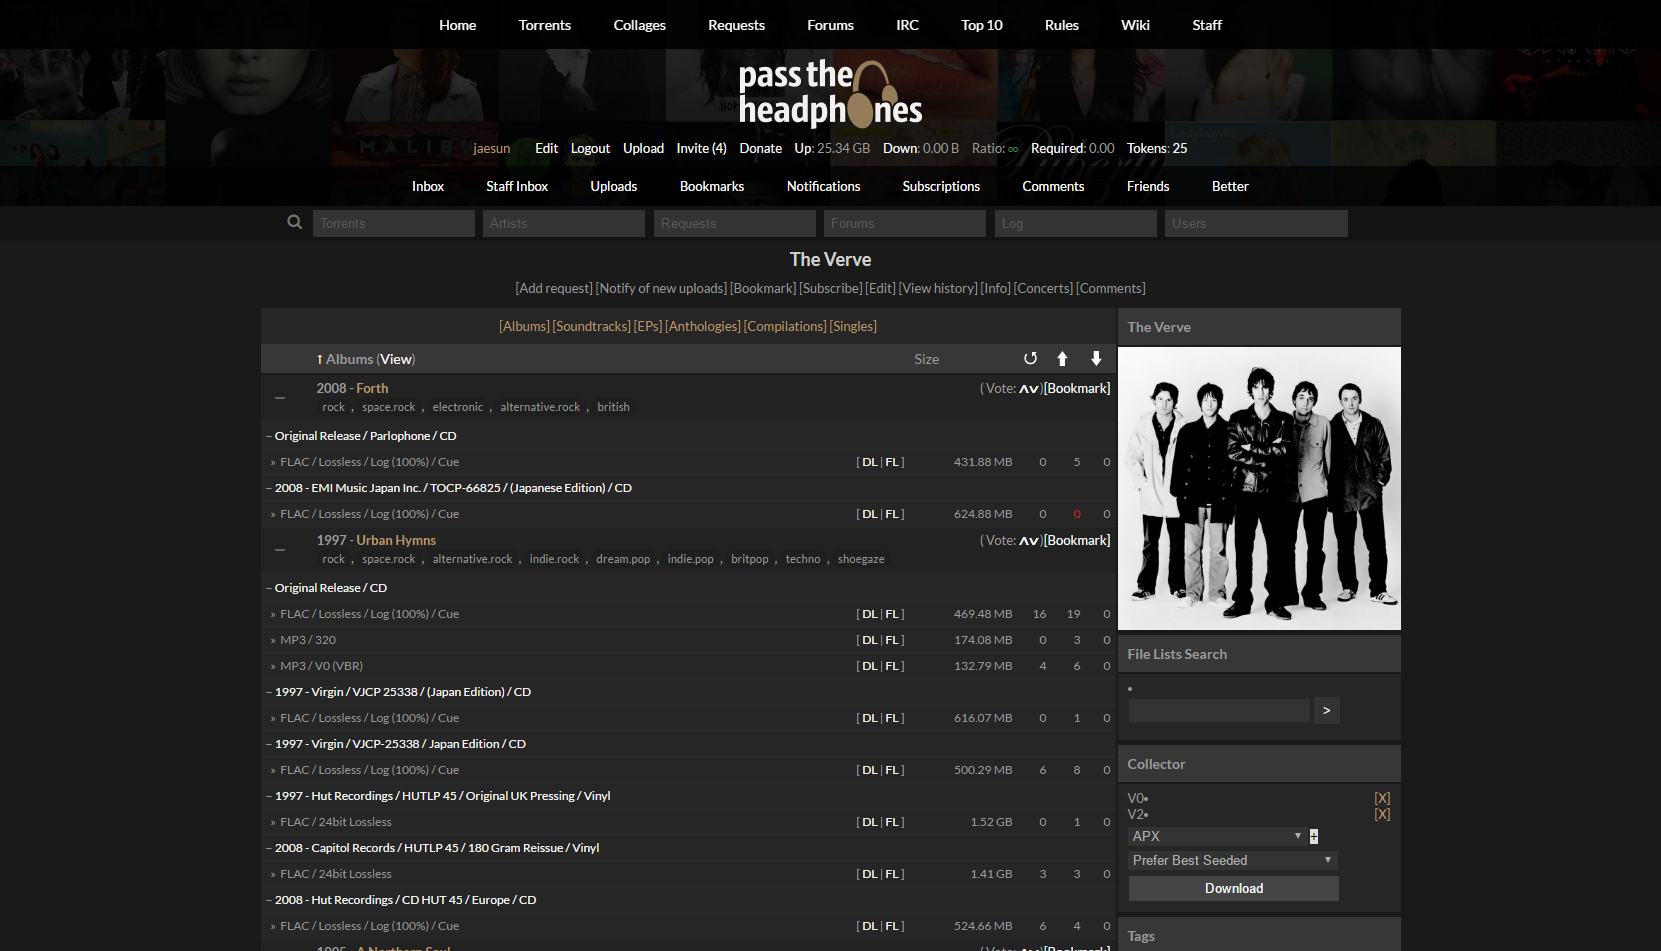 Home Torrents Collages Requests Forums IRC Top 10 Rules Wiki Staff
pass the
headphones
jaesun Edit Logout Upload Invite (4) Donate Up: 25.34 GB Down: 0.00 B Ratio: ∞ Required: 0.00 Tokens: 25
Inbox Staff Inbox Uploads Bookmarks Notifications Subscriptions Comments Friends Better
Torrents Artists Requests Forums Log Users
The Verve
[Add request] [Notify of new uploads] [Bookmark] [Subscribe] [Edit] [View history] [Info] [Concerts] [Comments]
[Albums] [Soundtracks] [EPs] [Anthologies] [Compilations] [Singles]
↑ Albums (View) Size
2008 - Forth (Vote: ʌv)[Bookmark]
rock , space.rock , electronic , alternative.rock , british
– Original Release / Parlophone / CD
» FLAC / Lossless / Log (100%) / Cue [ DL | FL ] 431.88 MB 0 5 0
– 2008 - EMI Music Japan Inc. / TOCP-66825 / (Japanese Edition) / CD
» FLAC / Lossless / Log (100%) / Cue [ DL | FL ] 624.88 MB 0 0 0
1997 - Urban Hymns (Vote: ʌv)[Bookmark]
rock , space.rock , alternative.rock , indie.rock , dream.pop , indie.pop , britpop , techno , shoegaze
– Original Release / CD
» FLAC / Lossless / Log (100%) / Cue [ DL | FL ] 469.48 MB 16 19 0
» MP3 / 320 [ DL | FL ] 174.08 MB 0 3 0
» MP3 / V0 (VBR) [ DL | FL ] 132.79 MB 4 6 0
– 1997 - Virgin / VJCP 25338 / (Japan Edition) / CD
» FLAC / Lossless / Log (100%) / Cue [ DL | FL ] 616.07 MB 0 1 0
– 1997 - Virgin / VJCP-25338 / Japan Edition / CD
» FLAC / Lossless / Log (100%) / Cue [ DL | FL ] 500.29 MB 6 8 0
– 1997 - Hut Recordings / HUTLP 45 / Original UK Pressing / Vinyl
» FLAC / 24bit Lossless [ DL | FL ] 1.52 GB 0 1 0
– 2008 - Capitol Records / HUTLP 45 / 180 Gram Reissue / Vinyl
» FLAC / 24bit Lossless [ DL | FL ] 1.41 GB 3 3 0
– 2008 - Hut Recordings / CD HUT 45 / Europe / CD
» FLAC / Lossless / Log (100%) / Cue [ DL | FL ] 524.66 MB 6 4 0
1995 - A Northern Soul (Vote: ʌv)[Bookmark]
The Verve
File Lists Search
>
Collector
V0• [X]
V2• [X]
APX +
Prefer Best Seeded
Download
Tags